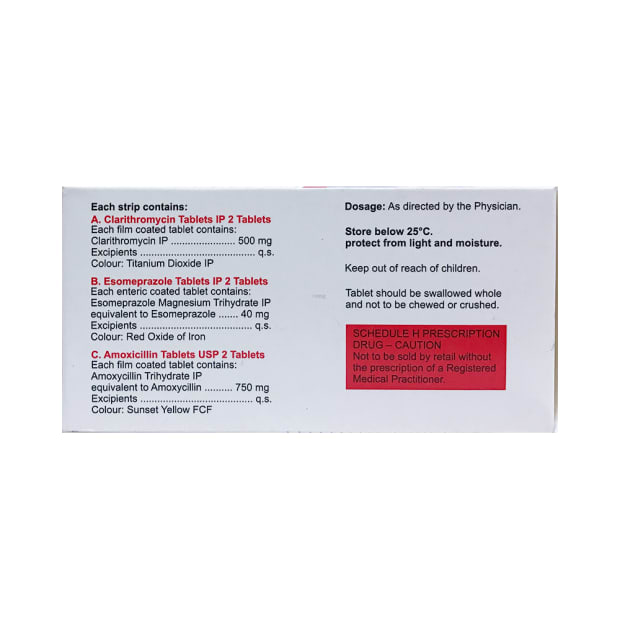 Each strip contains:
A. Clarithromycin Tablets IP 2 Tablets
Each film coated tablet contains:
Clarithromycin IP ...................... 500 mg
Excipients ........................................ q.s.
Colour: Titanium Dioxide IP
B. Esomeprazole Tablets IP 2 Tablets
Each enteric coated tablet contains:
Esomeprazole Magnesium Trihydrate IP
equivalent to Esomeprazole ....... 40 mg
Excipients ....................................... q.s.
Colour: Red Oxide of Iron
C. Amoxicillin Tablets USP 2 Tablets
Each film coated tablet contains:
Amoxycillin Trihydrate IP
equivalent to Amoxycillin .......... 750 mg
Excipients ....................................... q.s.
Colour: Sunset Yellow FCF
Dosage: As directed by the Physician.
Store below 25°C.
protect from light and moisture.
Keep out of reach of children.
Tablet should be swallowed whole
and not to be chewed or crushed.
SCHEDULE H PRESCRIPTION
DRUG – CAUTION
Not to be sold by retail without
the prescription of a Registered
Medical Practitioner.